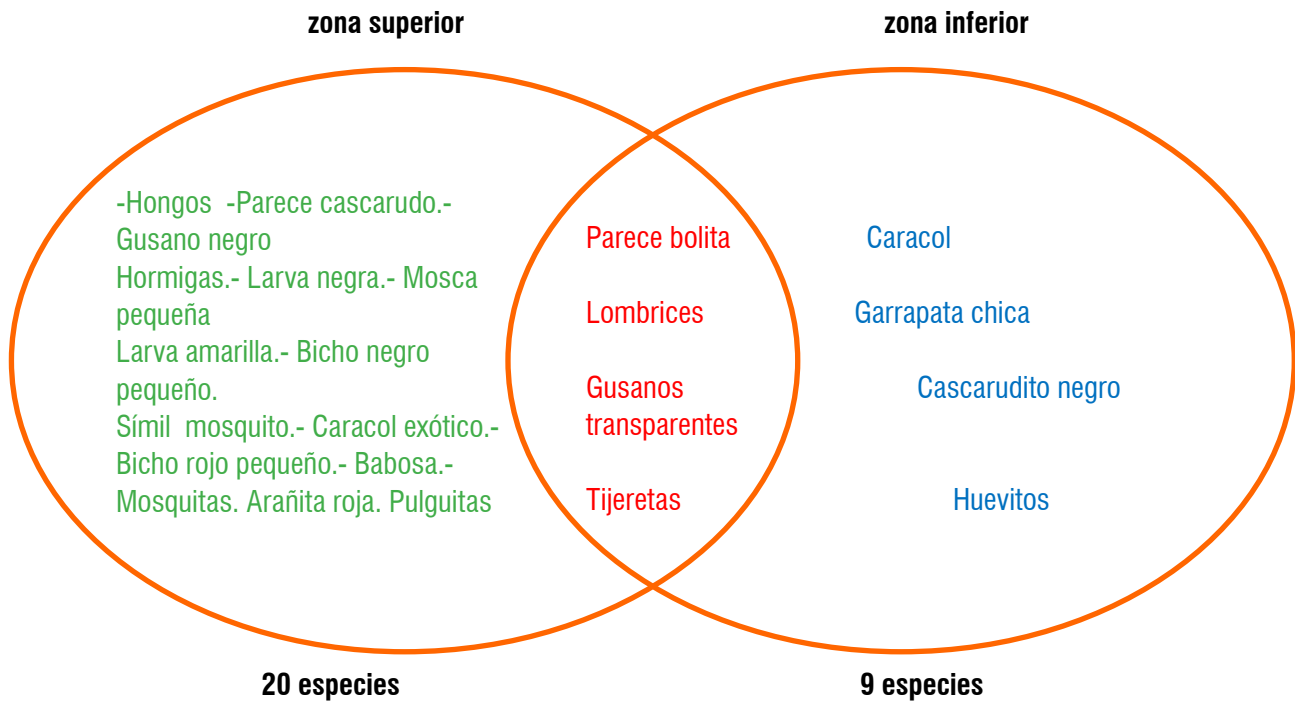 zona superior
zona inferior
-Hongos -Parece cascarudo.-
Gusano negro
Hormigas.- Larva negra.- Mosca
pequeña
Larva amarilla.- Bicho negro
pequeño.
Símil mosquito.- Caracol exótico.-
Bicho rojo pequeño.- Babosa.-
Mosquitas. Arañita roja. Pulguitas
Parece bolita
Lombrices
Gusanos
transparentes
Tijeretas
Caracol
Garrapata chica
Cascarudito negro
Huevitos
20 especies
9 especies